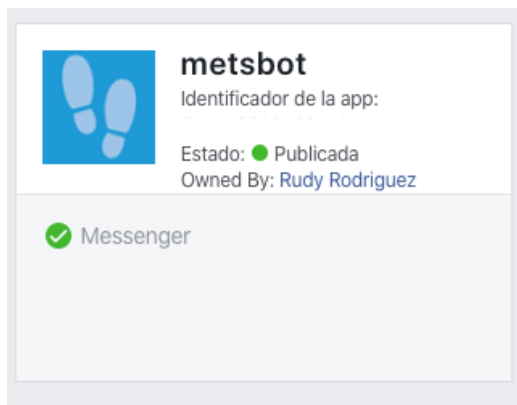 metsbot
Identificador de la app:
Estado: Publicada
Owned By: Rudy Rodriguez
Messenger